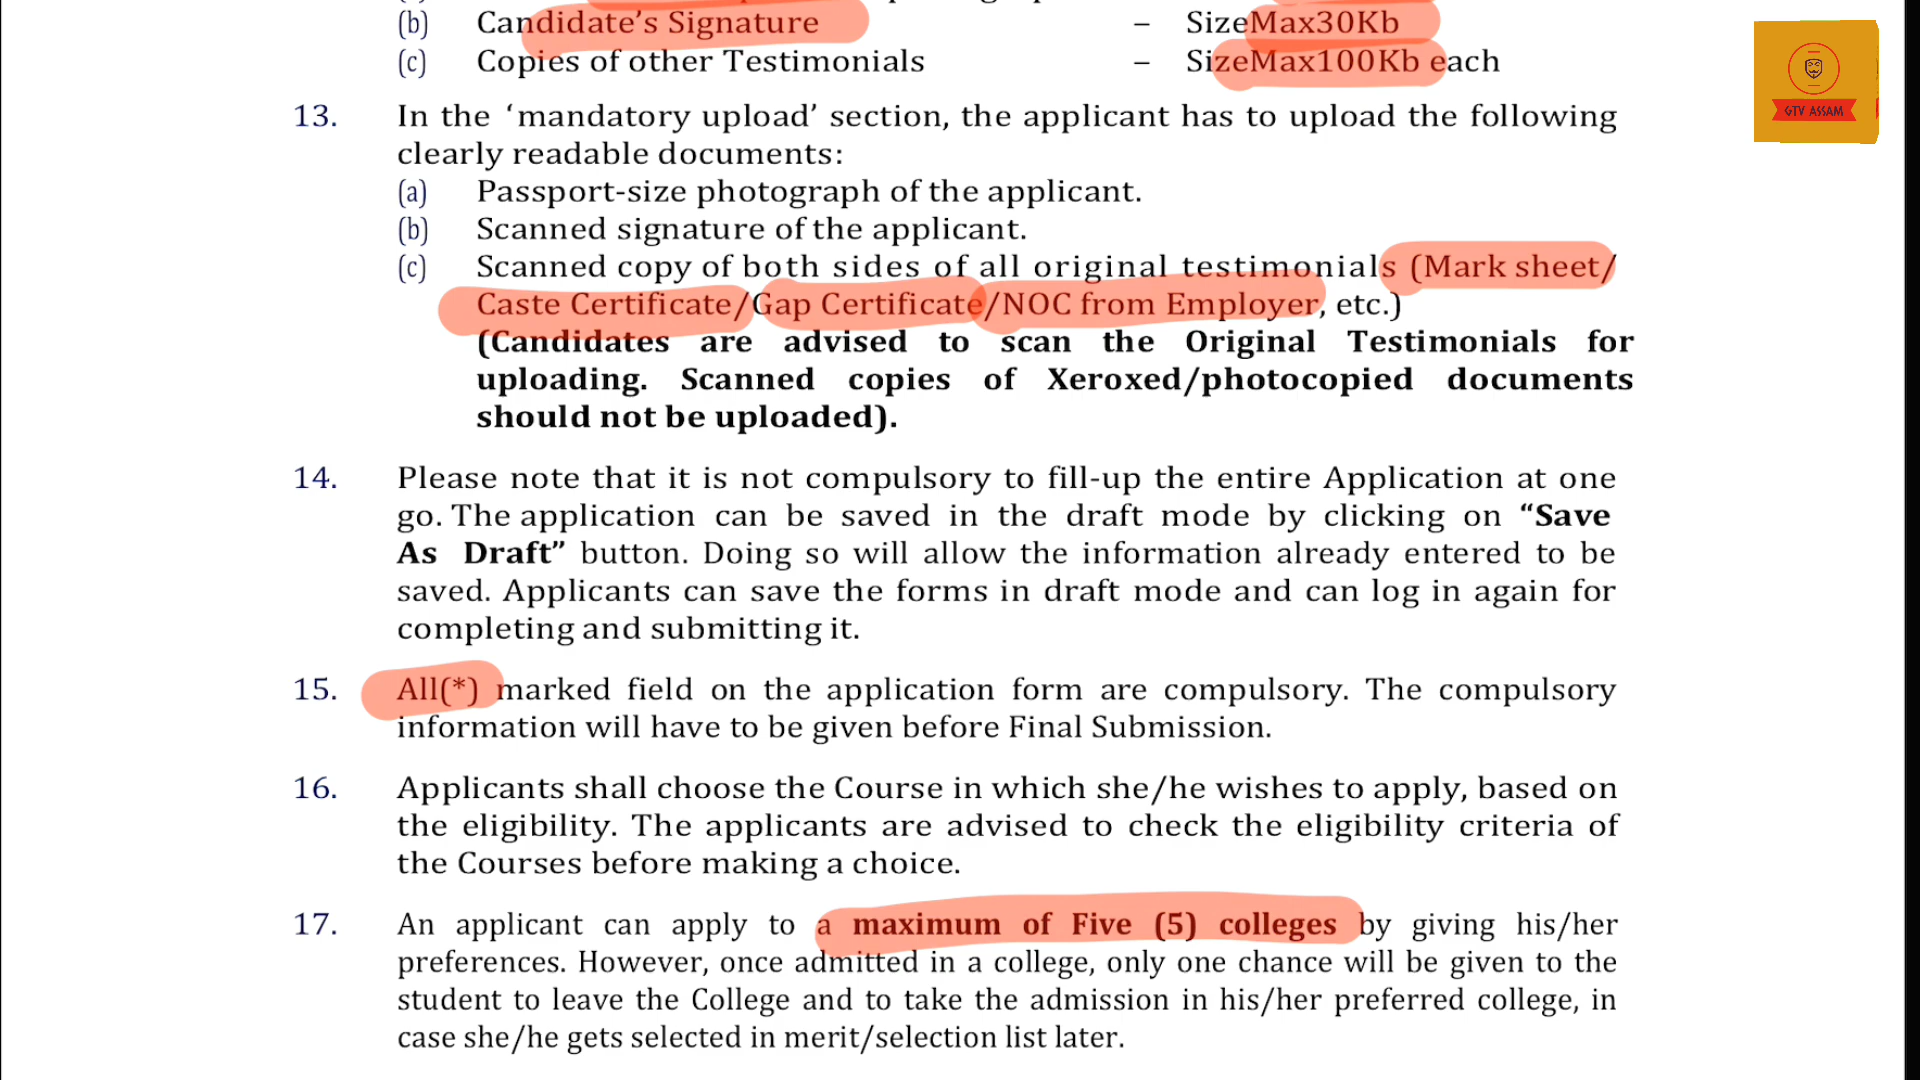 (b) Candidate’s Signature – SizeMax30Kb
(c) Copies of other Testimonials – SizeMax100Kb each
GTV ASSAM
13. In the ‘mandatory upload’ section, the applicant has to upload the following
clearly readable documents:
(a) Passport-size photograph of the applicant.
(b) Scanned signature of the applicant.
(c) Scanned copy of both sides of all original testimonials (Mark sheet/
Caste Certificate/Gap Certificate/NOC from Employer, etc.)
(Candidates are advised to scan the Original Testimonials for
uploading. Scanned copies of Xeroxed/photocopied documents
should not be uploaded).
14. Please note that it is not compulsory to fill-up the entire Application at one
go. The application can be saved in the draft mode by clicking on “Save
As Draft” button. Doing so will allow the information already entered to be
saved. Applicants can save the forms in draft mode and can log in again for
completing and submitting it.
15. All(*) marked field on the application form are compulsory. The compulsory
information will have to be given before Final Submission.
16. Applicants shall choose the Course in which she/he wishes to apply, based on
the eligibility. The applicants are advised to check the eligibility criteria of
the Courses before making a choice.
17. An applicant can apply to a maximum of Five (5) colleges by giving his/her
preferences. However, once admitted in a college, only one chance will be given to the
student to leave the College and to take the admission in his/her preferred college, in
case she/he gets selected in merit/selection list later.